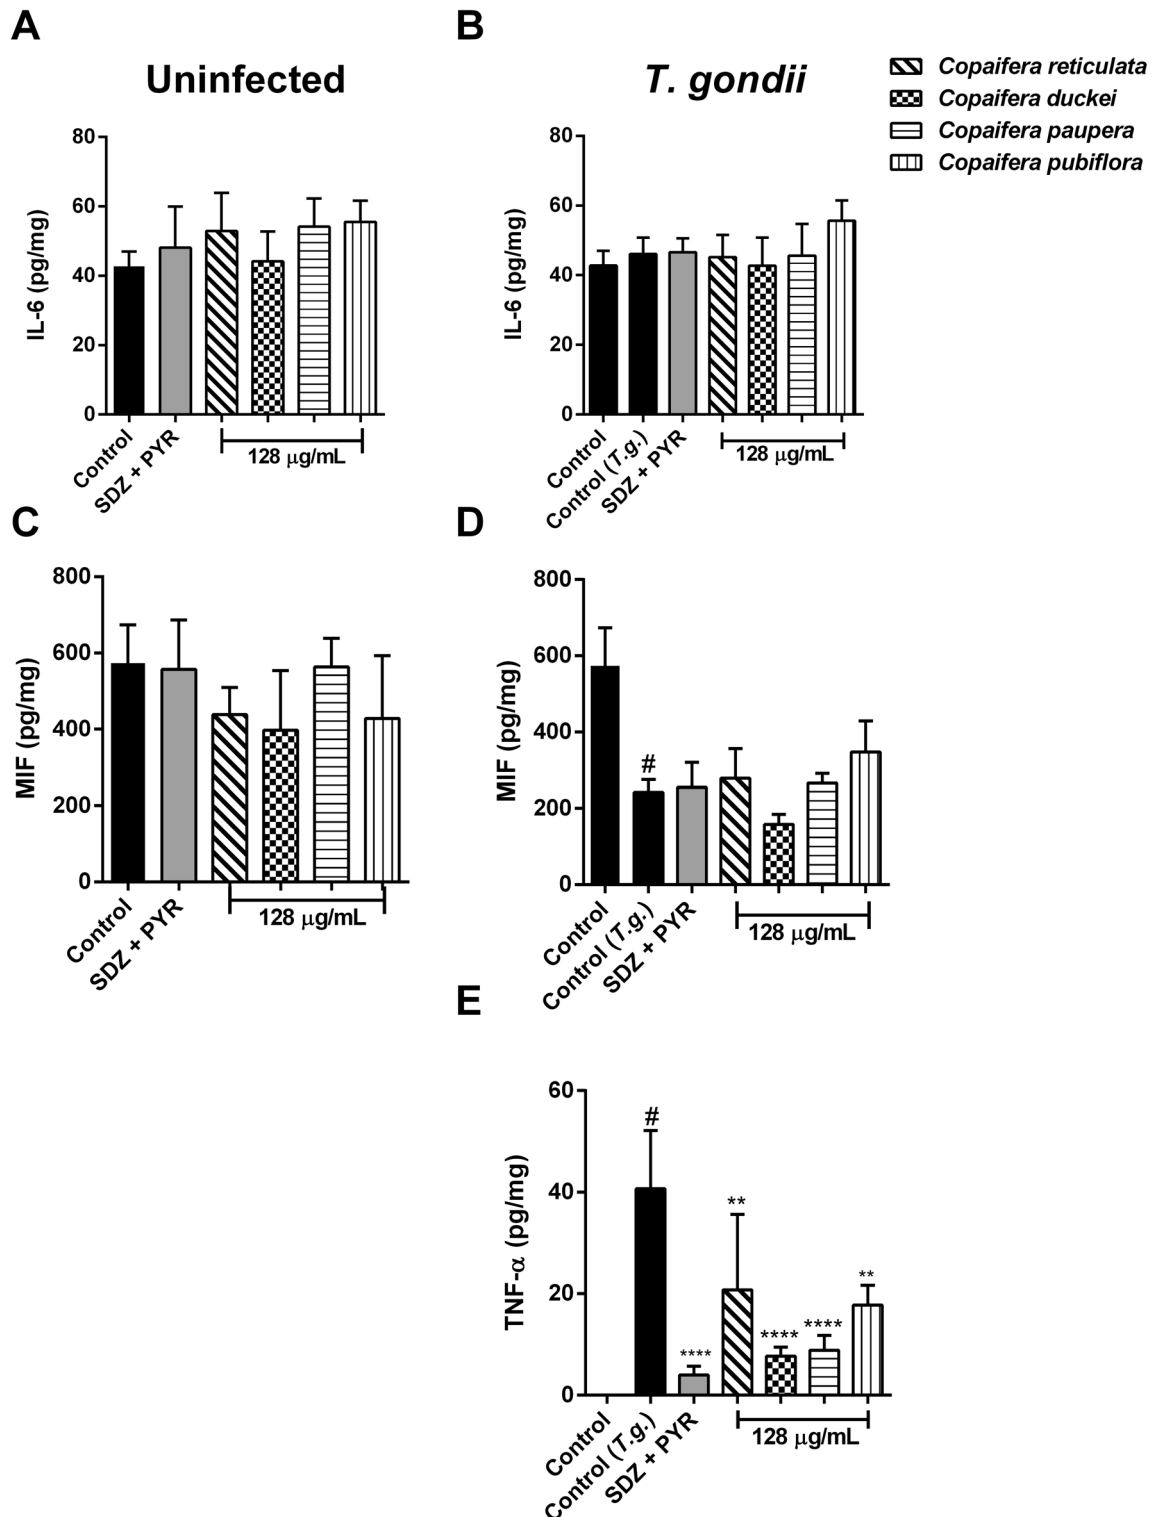 A
B
Uninfected
T. gondii
Copaifera reticulata
Copaifera duckei
Copaifera paupera
Copaifera pubiflora
80
60
40
20
0
IL-6 (pg/mg)
Control
SDZ + PYR
128 µg/mL
80
60
40
20
0
IL-6 (pg/mg)
Control
Control (T.g.)
SDZ + PYR
128 µg/mL
C
D
800
600
400
200
0
MIF (pg/mg)
Control
SDZ + PYR
128 µg/mL
800
600
400
200
0
MIF (pg/mg)
#
Control
Control (T.g.)
SDZ + PYR
128 µg/mL
E
60
40
20
0
TNF-α (pg/mg)
#
****
**
****
****
**
Control
Control (T.g.)
SDZ + PYR
128 µg/mL